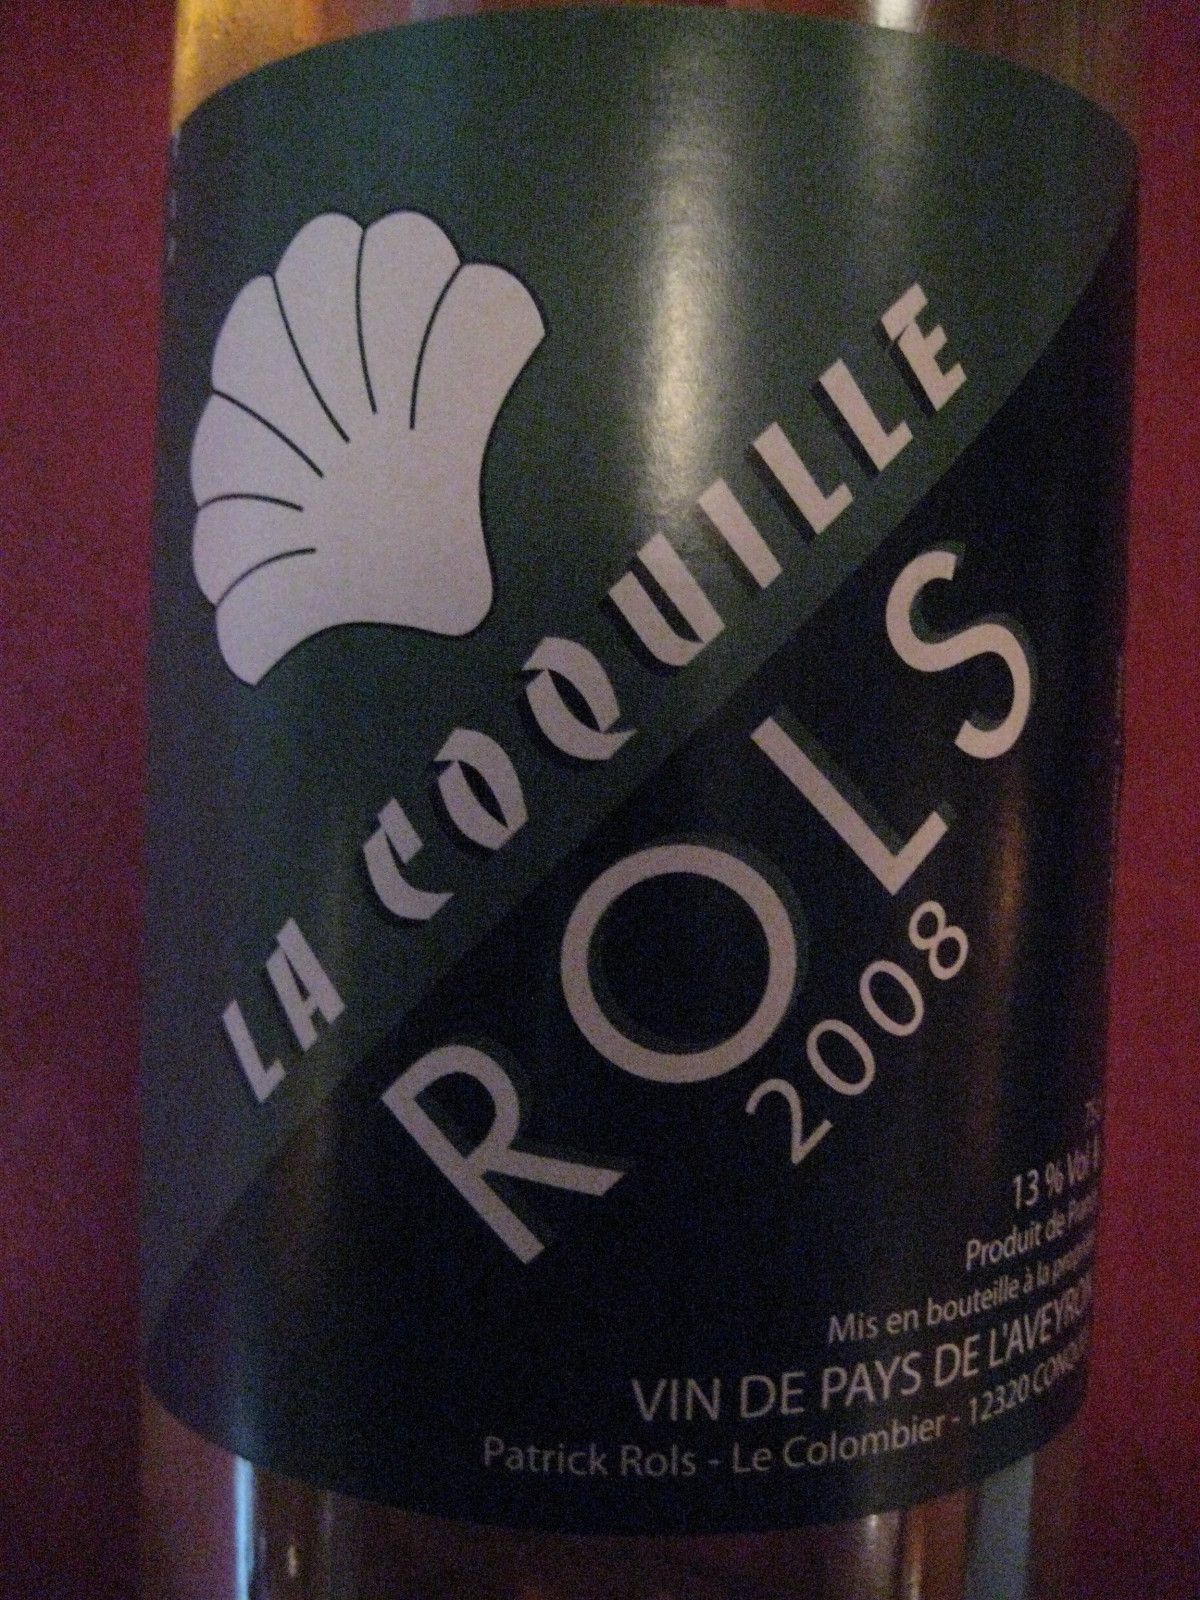 LA COQUILLE
ROLS
2008
13 % Vol
Produit de
Mis en bouteille à la
VIN DE PAYS DE L'AVEYRON
Patrick Rols - Le Colombier - 12320